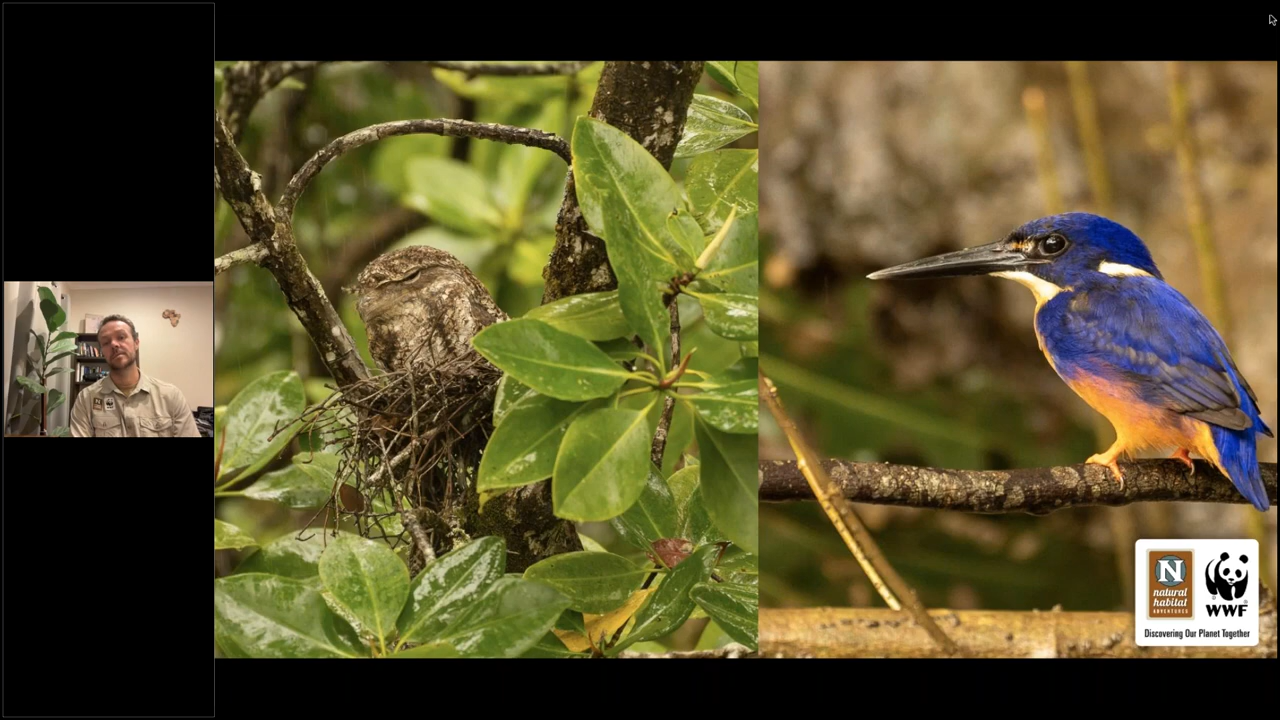 N
natural
habitat
ADVENTURES
WWF
Discovering Our Planet Together